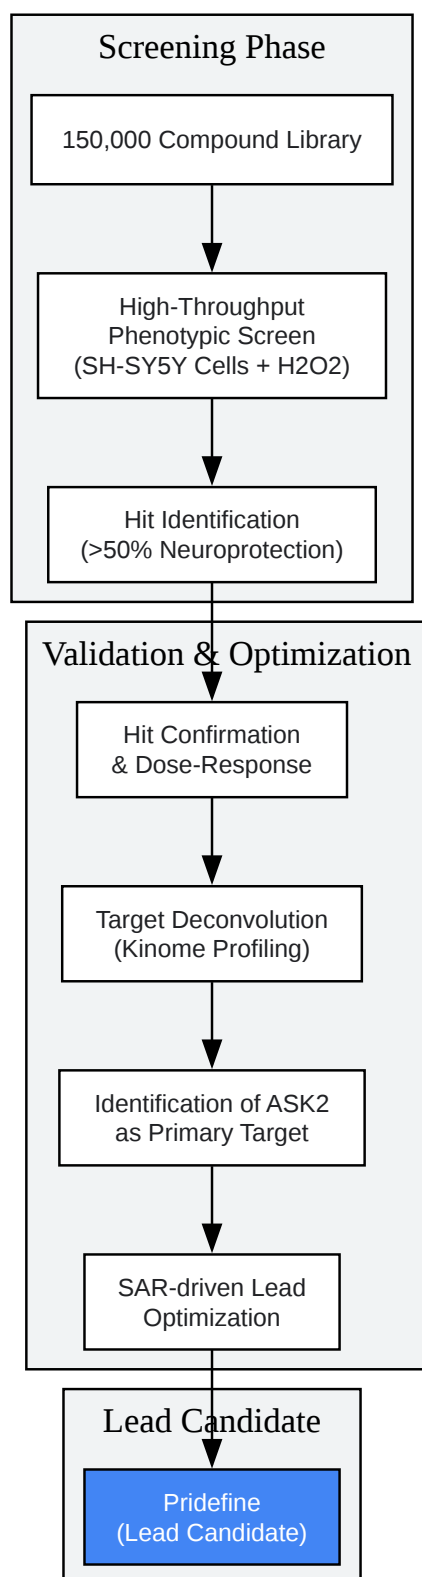 Screening Phase
150,000 Compound Library
High-Throughput
Phenotypic Screen
(SH-SY5Y Cells + H2O2)
Hit Identification
(>50% Neuroprotection)
Validation & Optimization
Hit Confirmation
& Dose-Response
Target Deconvolution
(Kinome Profiling)
Identification of ASK2
as Primary Target
SAR-driven Lead
Optimization
Lead Candidate
Pridefine
(Lead Candidate)